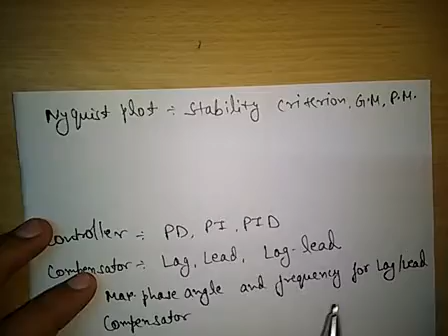 Nyquist plot ÷ Stability Criterion, G.M, P.M.
Controller ÷ PD, PI, PID
Compensator ÷ Lag, Lead, Lag-lead
Max. phase angle and frequency for Lag/Lead
Compensator